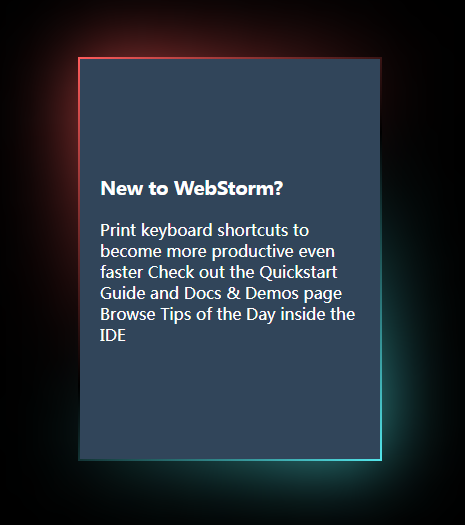 New to WebStorm?
Print keyboard shortcuts to
become more productive even
faster Check out the Quickstart
Guide and Docs & Demos page
Browse Tips of the Day inside the
IDE